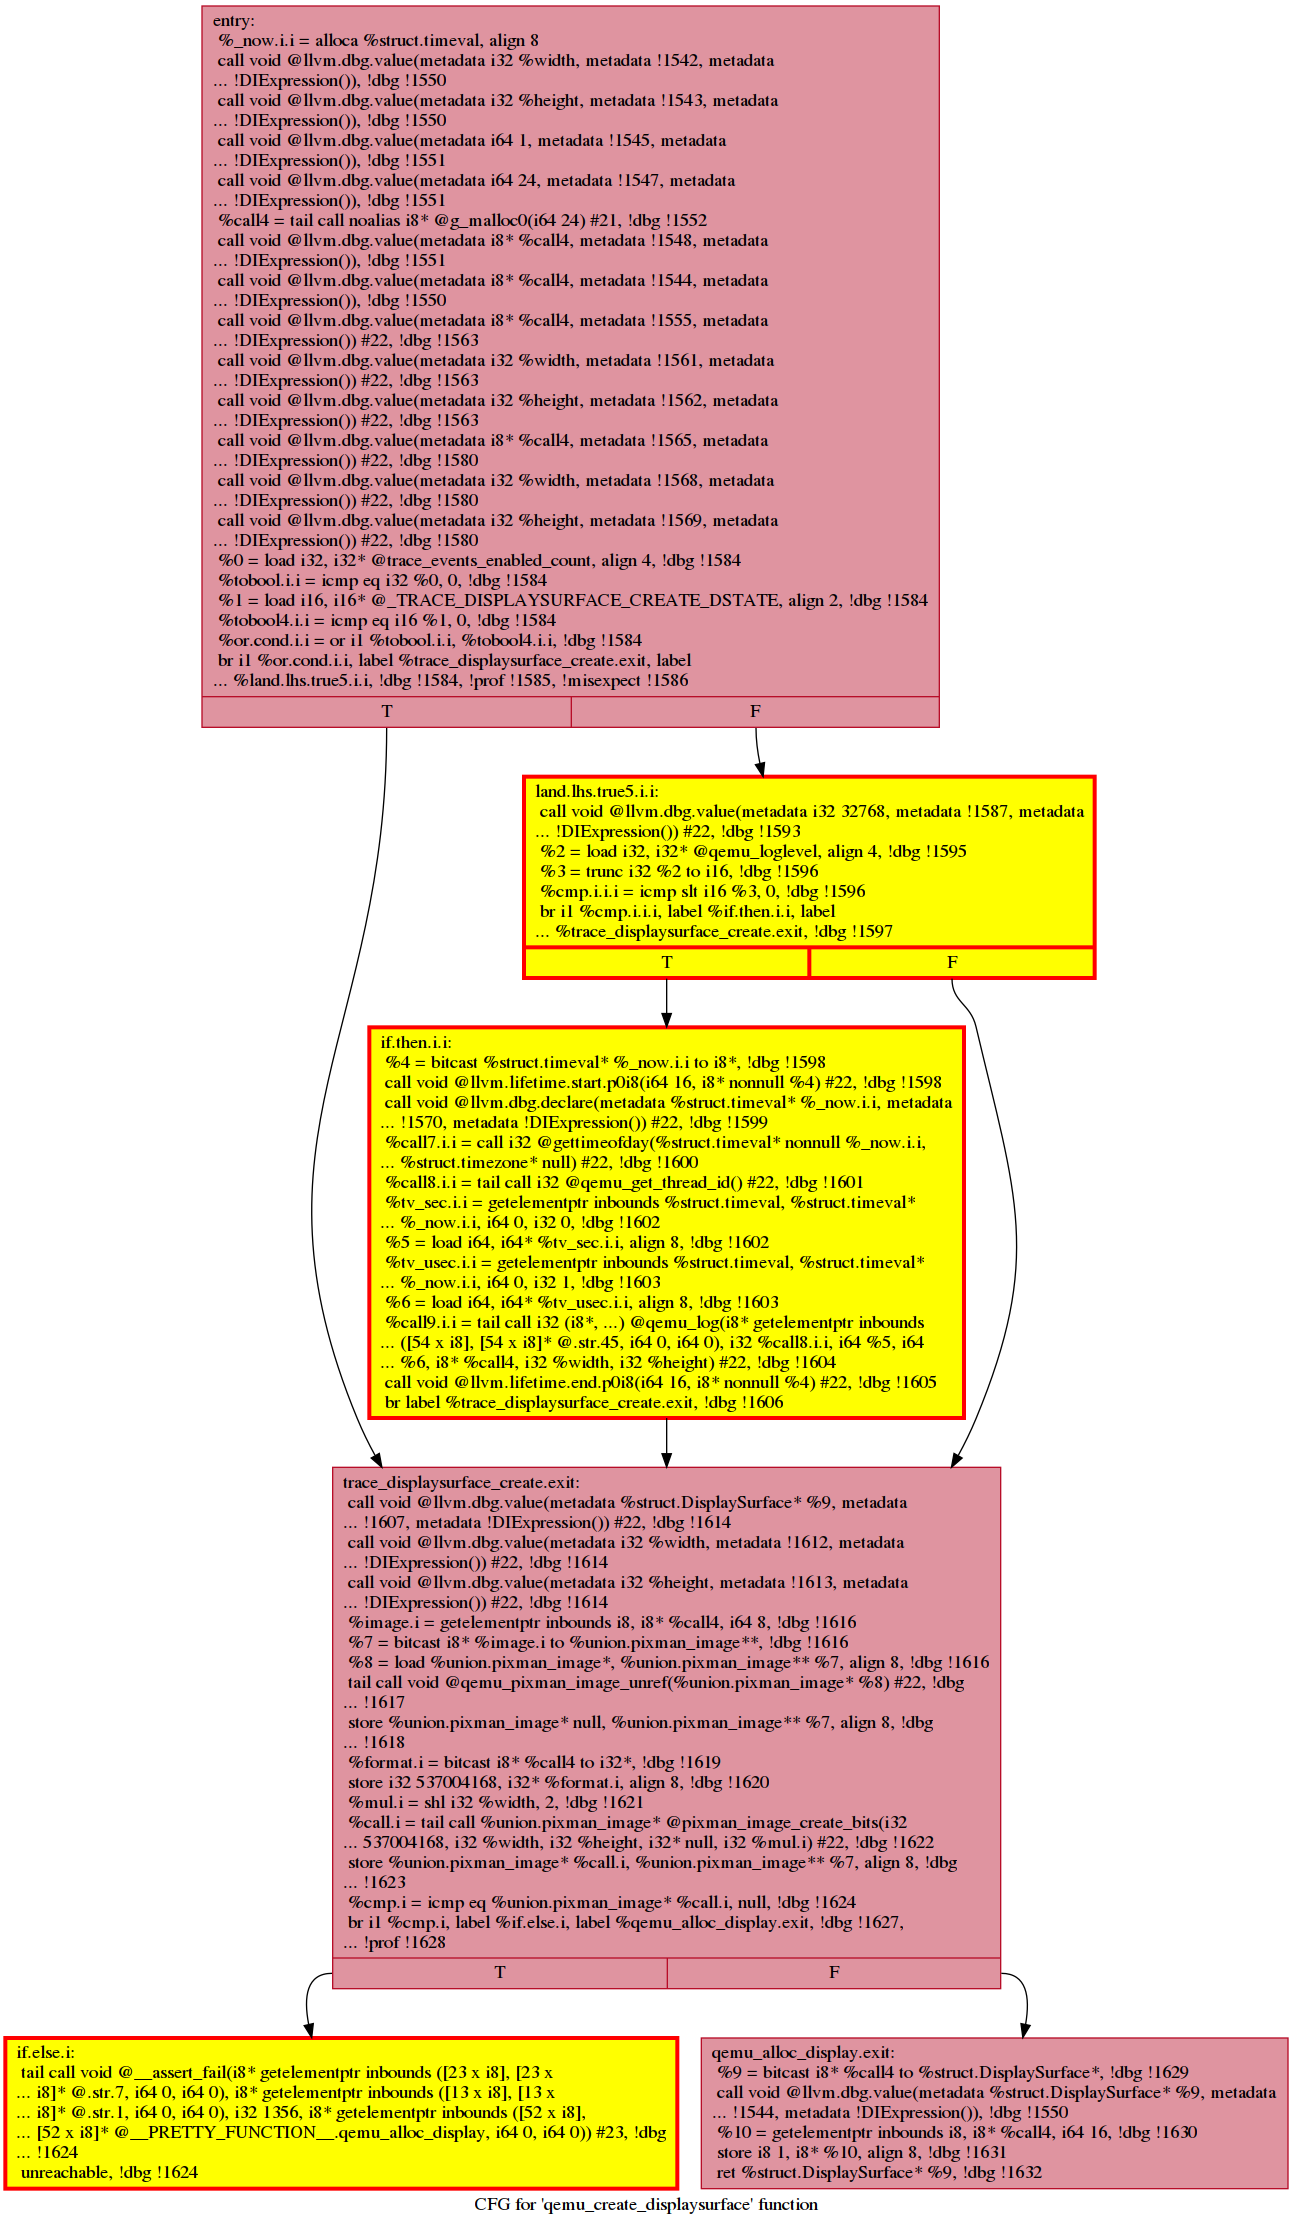 entry:
%_now.i.i = alloca %struct.timeval, align 8
call void @llvm.dbg.value(metadata i32 %width, metadata !1542, metadata
... !DIExpression()), !dbg !1550
call void @llvm.dbg.value(metadata i32 %height, metadata !1543, metadata
... !DIExpression()), !dbg !1550
call void @llvm.dbg.value(metadata i64 1, metadata !1545, metadata
... !DIExpression()), !dbg !1551
call void @llvm.dbg.value(metadata i64 24, metadata !1547, metadata
... !DIExpression()), !dbg !1551
%call4 = tail call noalias i8* @g_malloc0(i64 24) #21, !dbg !1552
call void @llvm.dbg.value(metadata i8* %call4, metadata !1548, metadata
... !DIExpression()), !dbg !1551
call void @llvm.dbg.value(metadata i8* %call4, metadata !1544, metadata
... !DIExpression()), !dbg !1550
call void @llvm.dbg.value(metadata i8* %call4, metadata !1555, metadata
... !DIExpression()) #22, !dbg !1563
call void @llvm.dbg.value(metadata i32 %width, metadata !1561, metadata
... !DIExpression()) #22, !dbg !1563
call void @llvm.dbg.value(metadata i32 %height, metadata !1562, metadata
... !DIExpression()) #22, !dbg !1563
call void @llvm.dbg.value(metadata i8* %call4, metadata !1565, metadata
... !DIExpression()) #22, !dbg !1580
call void @llvm.dbg.value(metadata i32 %width, metadata !1568, metadata
... !DIExpression()) #22, !dbg !1580
call void @llvm.dbg.value(metadata i32 %height, metadata !1569, metadata
... !DIExpression()) #22, !dbg !1580
%0 = load i32, i32* @trace_events_enabled_count, align 4, !dbg !1584
%tobool.i.i = icmp eq i32 %0, 0, !dbg !1584
%1 = load i16, i16* @_TRACE_DISPLAYSURFACE_CREATE_DSTATE, align 2, !dbg !1584
%tobool4.i.i = icmp eq i16 %1, 0, !dbg !1584
%or.cond.i.i = or i1 %tobool.i.i, %tobool4.i.i, !dbg !1584
br i1 %or.cond.i.i, label %trace_displaysurface_create.exit, label
... %land.lhs.true5.i.i, !dbg !1584, !prof !1585, !misexpect !1586
T F
land.lhs.true5.i.i:
call void @llvm.dbg.value(metadata i32 32768, metadata !1587, metadata
... !DIExpression()) #22, !dbg !1593
%2 = load i32, i32* @qemu_loglevel, align 4, !dbg !1595
%3 = trunc i32 %2 to i16, !dbg !1596
%cmp.i.i.i = icmp slt i16 %3, 0, !dbg !1596
br i1 %cmp.i.i.i, label %if.then.i.i, label
... %trace_displaysurface_create.exit, !dbg !1597
T F
if.then.i.i:
%4 = bitcast %struct.timeval* %_now.i.i to i8*, !dbg !1598
call void @llvm.lifetime.start.p0i8(i64 16, i8* nonnull %4) #22, !dbg !1598
call void @llvm.dbg.declare(metadata %struct.timeval* %_now.i.i, metadata
... !1570, metadata !DIExpression()) #22, !dbg !1599
%call7.i.i = call i32 @gettimeofday(%struct.timeval* nonnull %_now.i.i,
... %struct.timezone* null) #22, !dbg !1600
%call8.i.i = tail call i32 @qemu_get_thread_id() #22, !dbg !1601
%tv_sec.i.i = getelementptr inbounds %struct.timeval, %struct.timeval*
... %_now.i.i, i64 0, i32 0, !dbg !1602
%5 = load i64, i64* %tv_sec.i.i, align 8, !dbg !1602
%tv_usec.i.i = getelementptr inbounds %struct.timeval, %struct.timeval*
... %_now.i.i, i64 0, i32 1, !dbg !1603
%6 = load i64, i64* %tv_usec.i.i, align 8, !dbg !1603
%call9.i.i = tail call i32 (i8*, ...) @qemu_log(i8* getelementptr inbounds
... ([54 x i8], [54 x i8]* @.str.45, i64 0, i64 0), i32 %call8.i.i, i64 %5, i64
... %6, i8* %call4, i32 %width, i32 %height) #22, !dbg !1604
call void @llvm.lifetime.end.p0i8(i64 16, i8* nonnull %4) #22, !dbg !1605
br label %trace_displaysurface_create.exit, !dbg !1606
trace_displaysurface_create.exit:
call void @llvm.dbg.value(metadata %struct.DisplaySurface* %9, metadata
... !1607, metadata !DIExpression()) #22, !dbg !1614
call void @llvm.dbg.value(metadata i32 %width, metadata !1612, metadata
... !DIExpression()) #22, !dbg !1614
call void @llvm.dbg.value(metadata i32 %height, metadata !1613, metadata
... !DIExpression()) #22, !dbg !1614
%image.i = getelementptr inbounds i8, i8* %call4, i64 8, !dbg !1616
%7 = bitcast i8* %image.i to %union.pixman_image**, !dbg !1616
%8 = load %union.pixman_image*, %union.pixman_image** %7, align 8, !dbg !1616
tail call void @qemu_pixman_image_unref(%union.pixman_image* %8) #22, !dbg
... !1617
store %union.pixman_image* null, %union.pixman_image** %7, align 8, !dbg
... !1618
%format.i = bitcast i8* %call4 to i32*, !dbg !1619
store i32 537004168, i32* %format.i, align 8, !dbg !1620
%mul.i = shl i32 %width, 2, !dbg !1621
%call.i = tail call %union.pixman_image* @pixman_image_create_bits(i32
... 537004168, i32 %width, i32 %height, i32* null, i32 %mul.i) #22, !dbg !1622
store %union.pixman_image* %call.i, %union.pixman_image** %7, align 8, !dbg
... !1623
%cmp.i = icmp eq %union.pixman_image* %call.i, null, !dbg !1624
br i1 %cmp.i, label %if.else.i, label %qemu_alloc_display.exit, !dbg !1627,
... !prof !1628
T F
if.else.i:
tail call void @__assert_fail(i8* getelementptr inbounds ([23 x i8], [23 x
... i8]* @.str.7, i64 0, i64 0), i8* getelementptr inbounds ([13 x i8], [13 x
... i8]* @.str.1, i64 0, i64 0), i32 1356, i8* getelementptr inbounds ([52 x i8],
... [52 x i8]* @__PRETTY_FUNCTION__.qemu_alloc_display, i64 0, i64 0)) #23, !dbg
... !1624
unreachable, !dbg !1624
qemu_alloc_display.exit:
%9 = bitcast i8* %call4 to %struct.DisplaySurface*, !dbg !1629
call void @llvm.dbg.value(metadata %struct.DisplaySurface* %9, metadata
... !1544, metadata !DIExpression()), !dbg !1550
%10 = getelementptr inbounds i8, i8* %call4, i64 16, !dbg !1630
store i8 1, i8* %10, align 8, !dbg !1631
ret %struct.DisplaySurface* %9, !dbg !1632
CFG for 'qemu_create_displaysurface' function